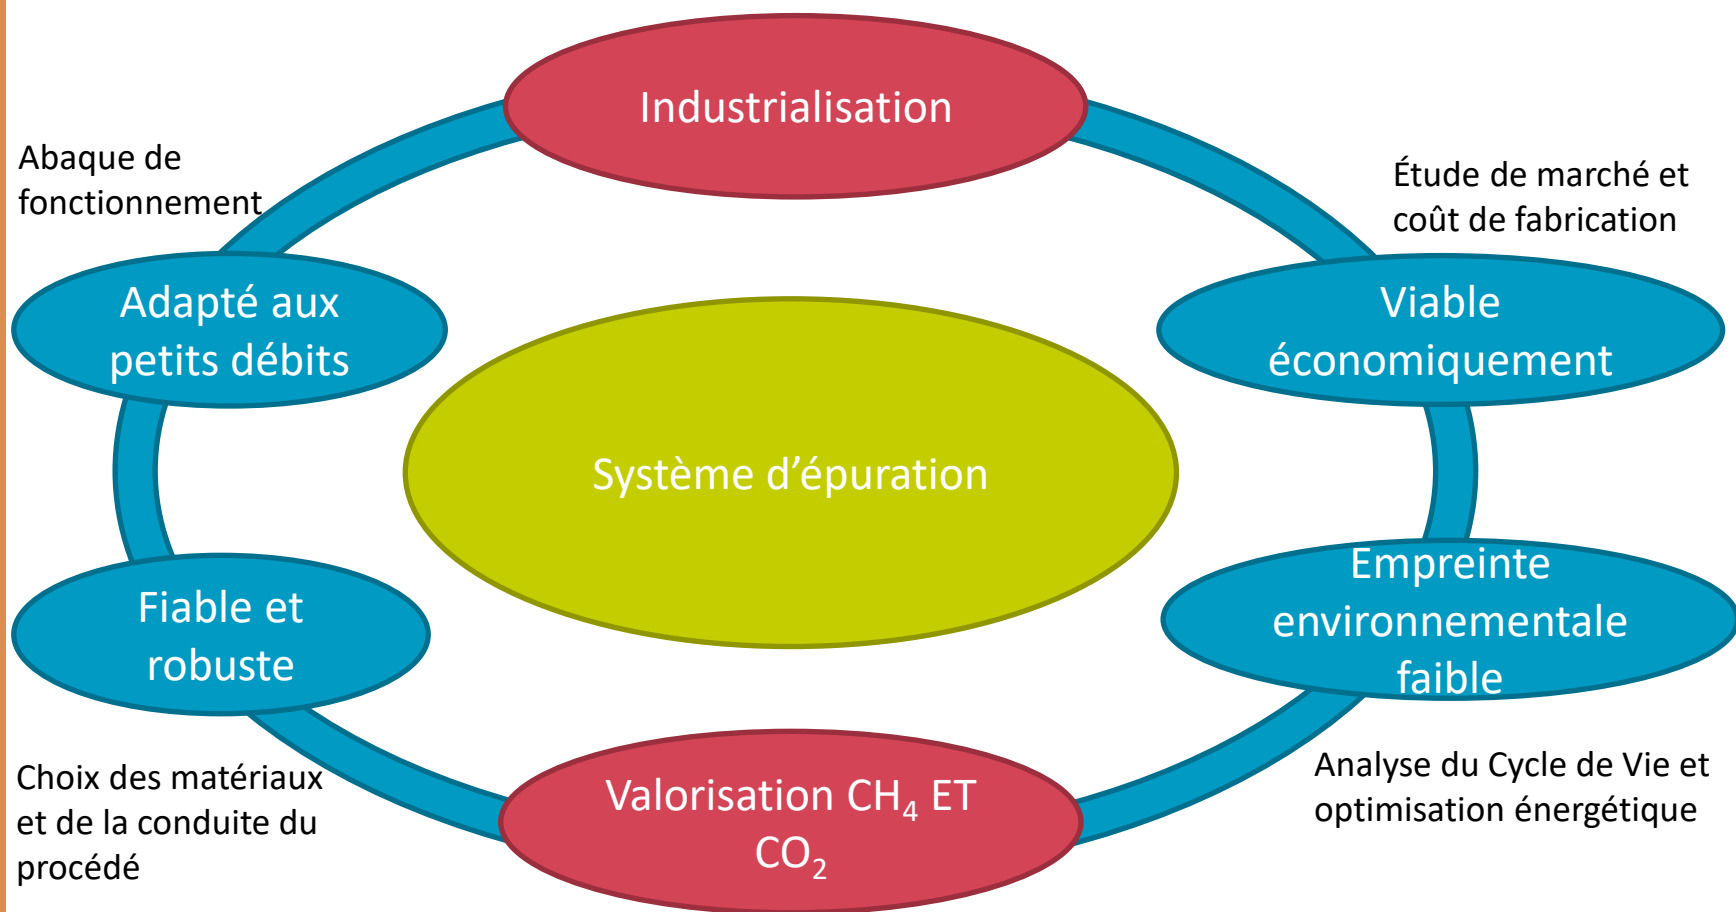 Industrialisation
Abaque de
fonctionnement
Étude de marché et
coût de fabrication
Adapté aux
petits débits
Viable
économiquement
Système d’épuration
Fiable et
robuste
Empreinte
environnementale
faible
Choix des matériaux
et de la conduite du
procédé
Valorisation CH₄ ET
CO₂
Analyse du Cycle de Vie et
optimisation énergétique